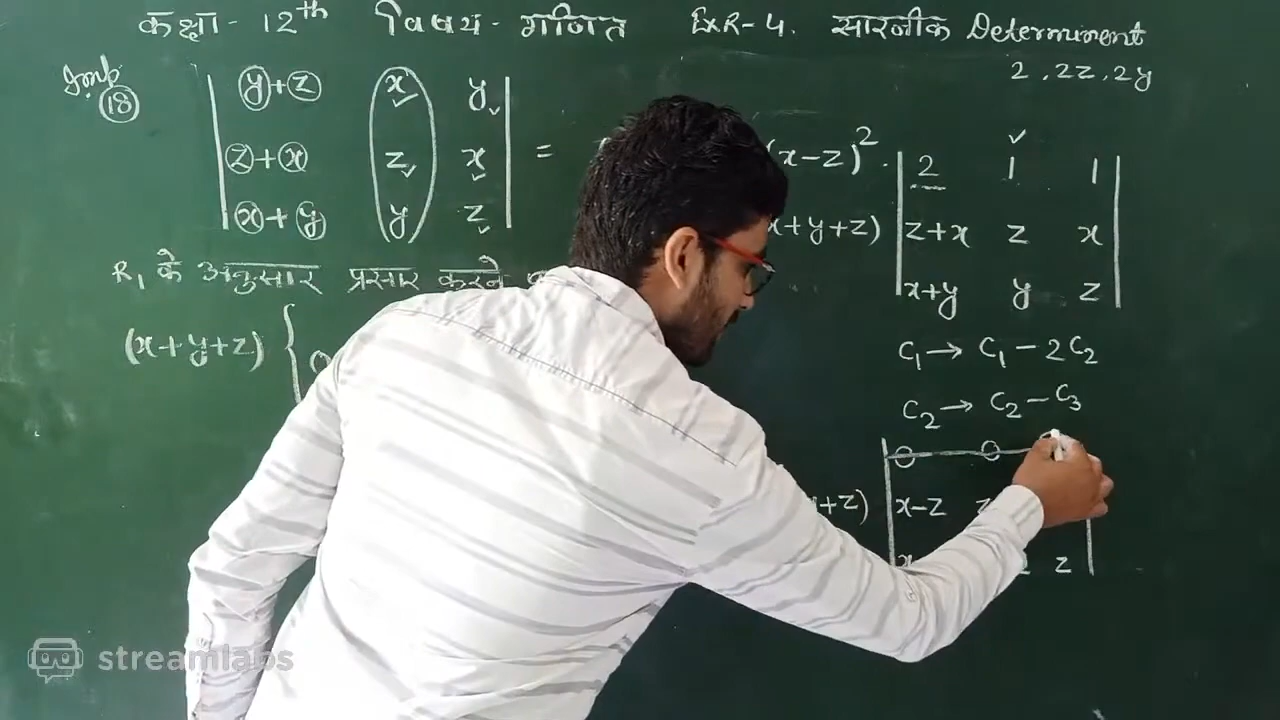 कक्षा - 12th विषय - गणित ExR-4. सारनीक Determinent
Imp. 18
2, 2z, 2y
y+z x y
z+x z x
x+y y z
=
(x-z)² .
x+y+z)
2 1 1
z+x z x
x+y y z
R₁ के अनुसार प्रसार करने
(x+y+z) {
C₁ → C₁ - 2C₂
C₂ → C₂ - C₃
0 0
+z) x-z
z
streamlabs